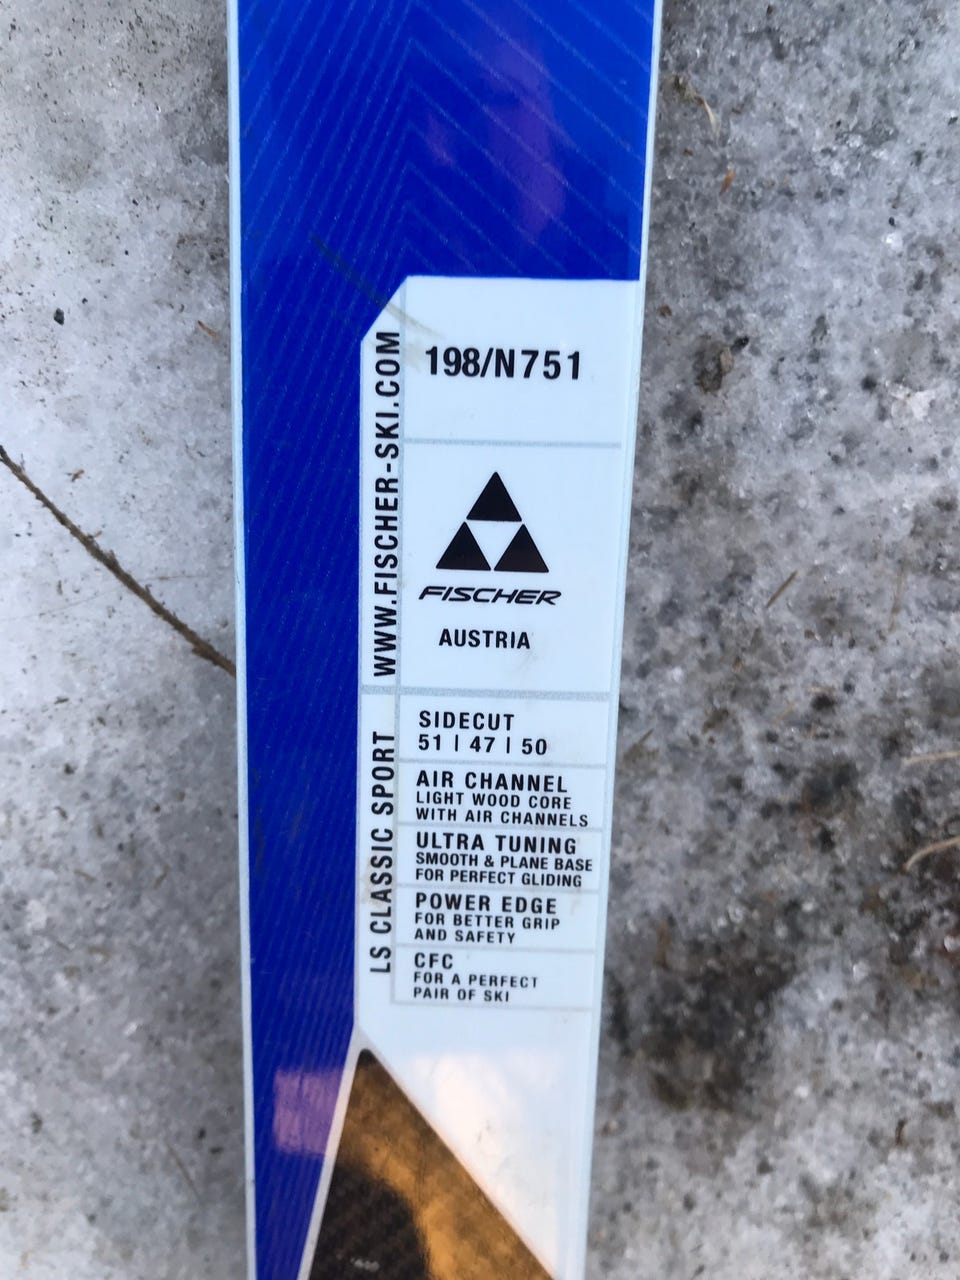 198/N751
WWW.FISCHER-SKI.COM
FISCHER
AUSTRIA
LS CLASSIC SPORT
SIDECUT
51 | 47 | 50
AIR CHANNEL
LIGHT WOOD CORE
WITH AIR CHANNELS
ULTRA TUNING
SMOOTH & PLANE BASE
FOR PERFECT GLIDING
POWER EDGE
FOR BETTER GRIP
AND SAFETY
CFC
FOR A PERFECT
PAIR OF SKI